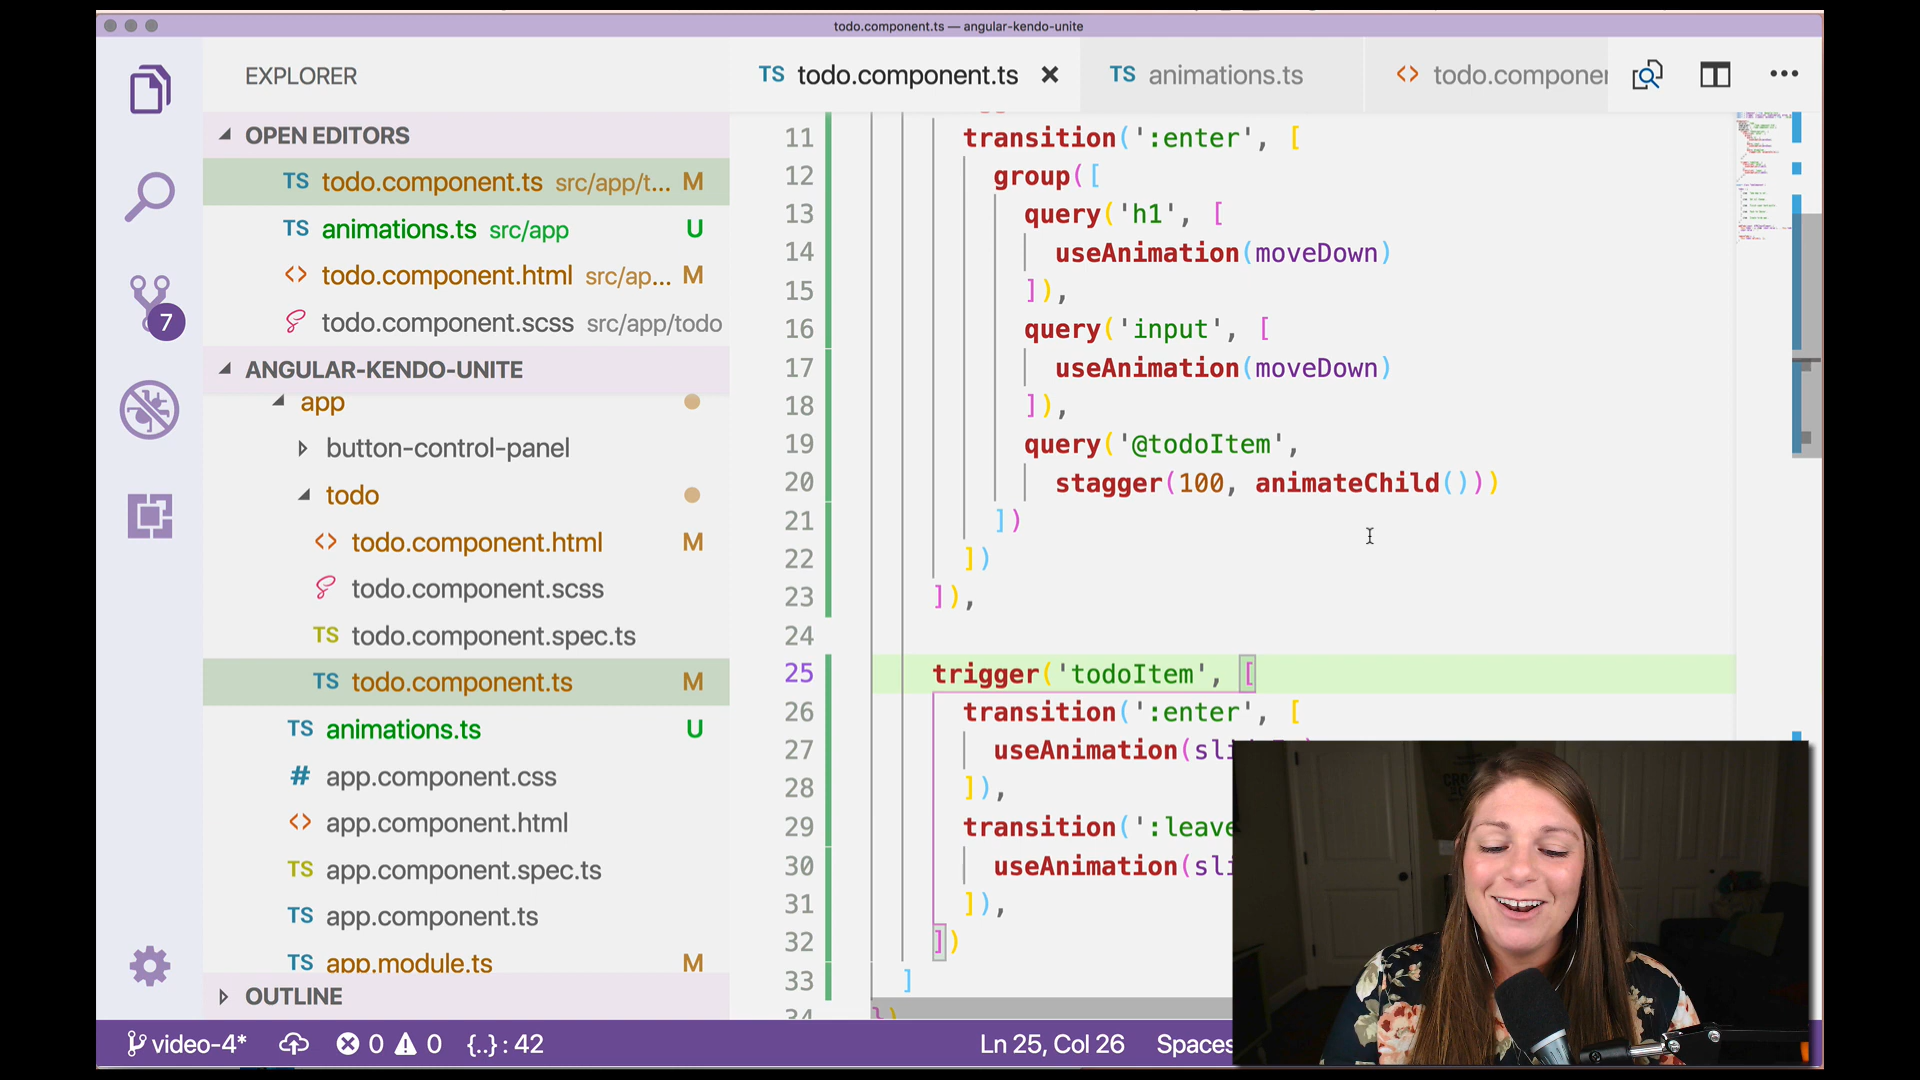 todo.component.ts — angular-kendo-unite
EXPLORER
OPEN EDITORS
TS todo.component.ts src/app/t... M
TS animations.ts src/app U
<> todo.component.html src/ap... M
todo.component.scss src/app/todo
ANGULAR-KENDO-UNITE
app
button-control-panel
todo
<> todo.component.html M
todo.component.scss
TS todo.component.spec.ts
TS todo.component.ts M
TS animations.ts U
# app.component.css
<> app.component.html
TS app.component.spec.ts
TS app.component.ts
TS app.module.ts M
OUTLINE
7
TS todo.component.ts ×
TS animations.ts
<> todo.componen
11 transition(':enter', [
12 group([
13 query('h1', [
14 useAnimation(moveDown)
15 ]),
16 query('input', [
17 useAnimation(moveDown)
18 ]),
19 query('@todoItem',
20 stagger(100, animateChild()))
21 ])
22 ])
23 ]),
24
25 trigger('todoItem', [
26 transition(':enter', [
27 useAnimation(sli
28 ]),
29 transition(':leave
30 useAnimation(sli
31 ]),
32 ])
33 ]
34 })
video-4* 0 0 {..} : 42
Ln 25, Col 26 Spaces